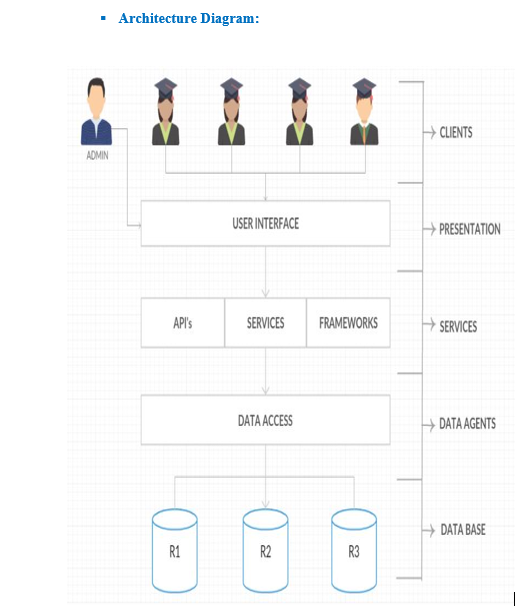 Architecture Diagram:
ADMIN
CLIENTS
USER INTERFACE
PRESENTATION
API's
SERVICES
FRAMEWORKS
SERVICES
DATA ACCESS
DATA AGENTS
R1
R2
R3
DATA BASE